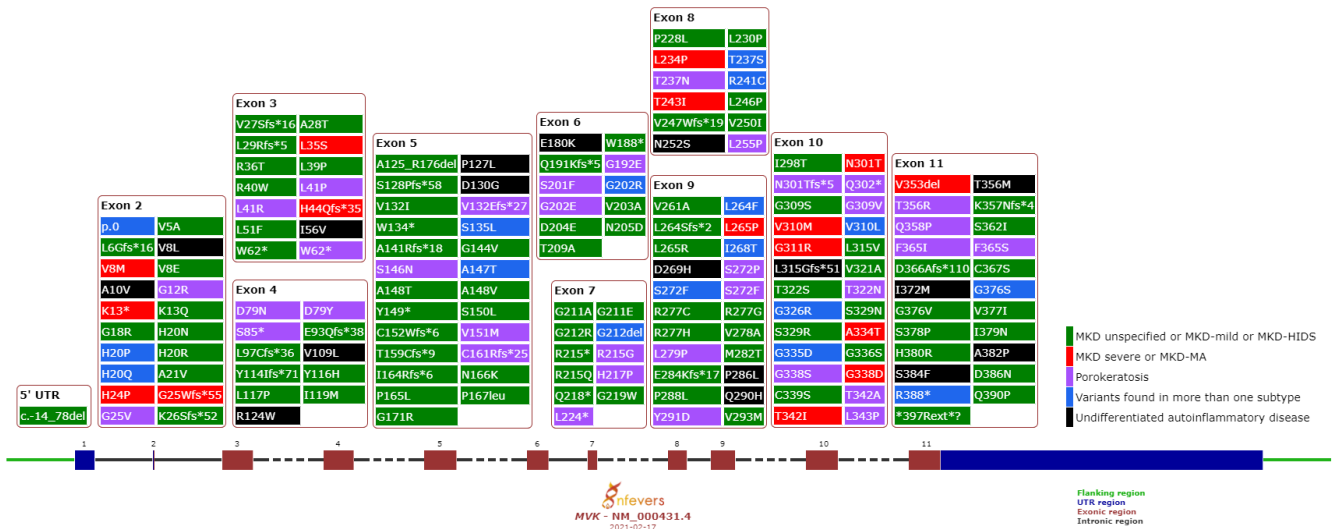 Exon 8
P228L L230P
L234P T237S
T237N R241C
T243I L246P
V247Wfs*19 V250I
N252S L255P
Exon 3
V27Sfs*16 A28T
L29Rfs*5 L35S
R36T L39P
R40W L41P
L41R H44Qfs*35
L51F I56V
W62* W62*
Exon 6
E180K W188*
Q191Kfs*5 G192E
S201F G202R
G202E V203A
D204E N205D
T209A
Exon 5
A125_R176del P127L
S128Pfs*58 D130G
V132I V132Efs*27
W134* S135L
A141Rfs*18 G144V
S146N A147T
A148T A148V
Y149* S150L
C152Wfs*6 V151M
T159Cfs*9 C161Rfs*25
I164Rfs*6 N166K
P165L P167leu
G171R
Exon 10
I298T N301T
N301Tfs*5 Q302*
G309S G309V
V310M V310L
G311R L315V
L315Gfs*51 V321A
T322S T322N
G326R S329N
S329R A334T
G335D G336S
G338S G338D
C339S T342A
T342I L343P
Exon 11
V353del T356M
T356R K357Nfs*4
Q358P S362I
F365I F365S
D366Afs*110 C367S
I372M G376S
G376V V377I
S378P I379N
H380R A382P
S384F D386N
R388* Q390P
*397Rext*?
Exon 2
p.0 V5A
L6Gfs*16 V8L
V8M V8E
A10V G12R
K13* K13Q
G18R H20N
H20P H20R
H20Q A21V
H24P G25Wfs*55
G25V K26Sfs*52
Exon 9
V261A L264F
L264Sfs*2 L265P
L265R I268T
D269H S272P
S272F S272F
R277C R277G
R277H V278A
L279P M282T
E284Kfs*17 P286L
P288L Q290H
Y291D V293M
Exon 4
D79N D79Y
S85* E93Qfs*38
L97Cfs*36 V109L
Y114Ifs*71 Y116H
L117P I119M
R124W
Exon 7
G211A G211E
G212R G212del
R215* R215G
R215Q H217P
Q218* G219W
L224*
5' UTR
c.-14_78del
MKD unspecified or MKD-mild or MKD-HIDS
MKD severe or MKD-MA
Porokeratosis
Variants found in more than one subtype
Undifferentiated autoinflammatory disease
1 2 3 4 5 6 7 8 9 10 11
nfevers
MVK - NM_000431.4
2021-02-17
Flanking region
UTR region
Exonic region
Intronic region